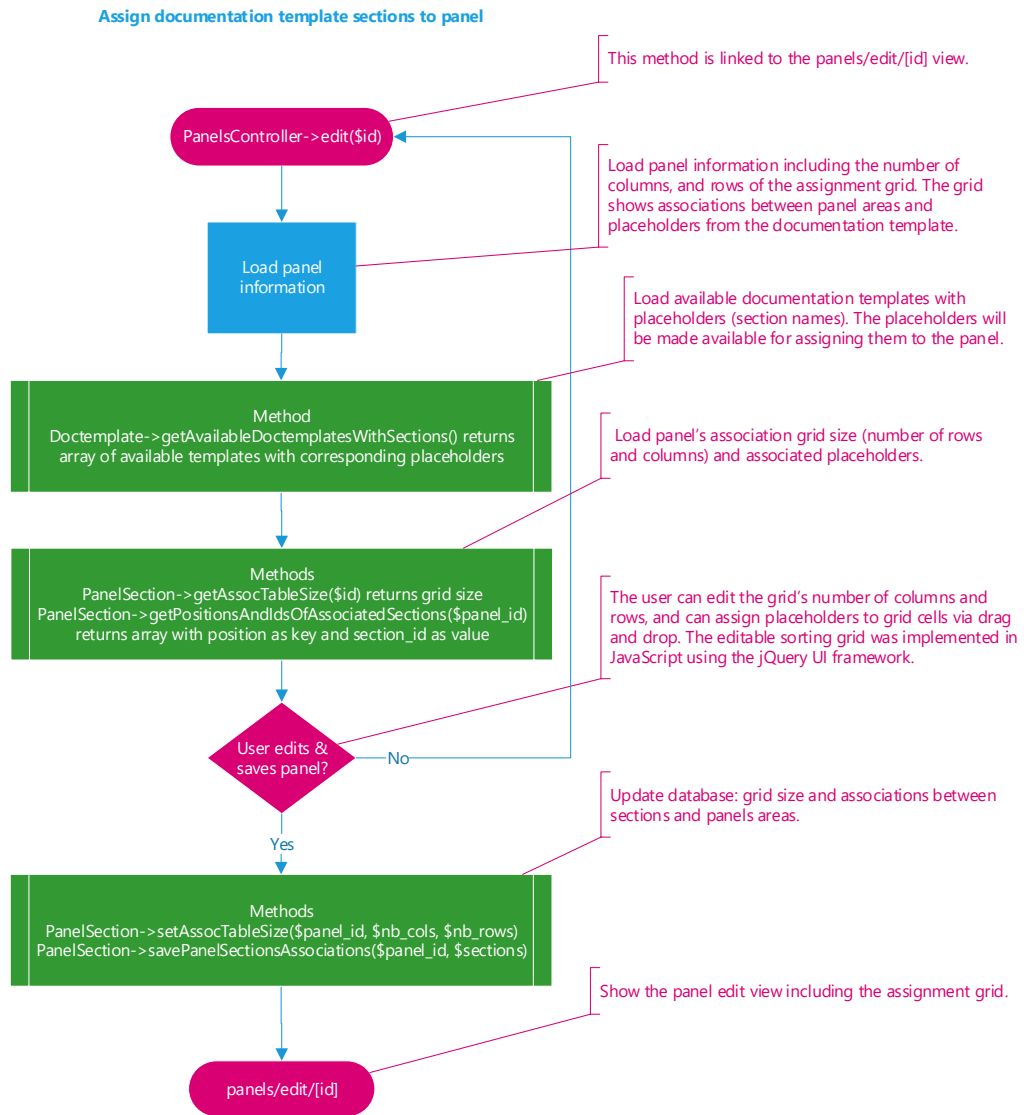 Assign documentation template sections to panel
This method is linked to the panels/edit/[id] view.
PanelsController->edit($id)
Load panel information including the number of
columns, and rows of the assignment grid. The grid
shows associations between panel areas and
placeholders from the documentation template.
Load panel
information
Load available documentation templates with
placeholders (section names). The placeholders will
be made available for assigning them to the panel.
Method
Doctemplate->getAvailableDoctemplatesWithSections() returns
array of available templates with corresponding placeholders
Load panel’s association grid size (number of rows
and columns) and associated placeholders.
Methods
PanelSection->getAssocTableSize($id) returns grid size
PanelSection->getPositionsAndIdsOfAssociatedSections($panel_id)
returns array with position as key and section_id as value
The user can edit the grid’s number of columns and
rows, and can assign placeholders to grid cells via drag
and drop. The editable sorting grid was implemented in
JavaScript using the jQuery UI framework.
User edits &
saves panel?
No
Update database: grid size and associations between
sections and panels areas.
Yes
Methods
PanelSection->setAssocTableSize($panel_id, $nb_cols, $nb_rows)
PanelSection->savePanelSectionsAssociations($panel_id, $sections)
Show the panel edit view including the assignment grid.
panels/edit/[id]